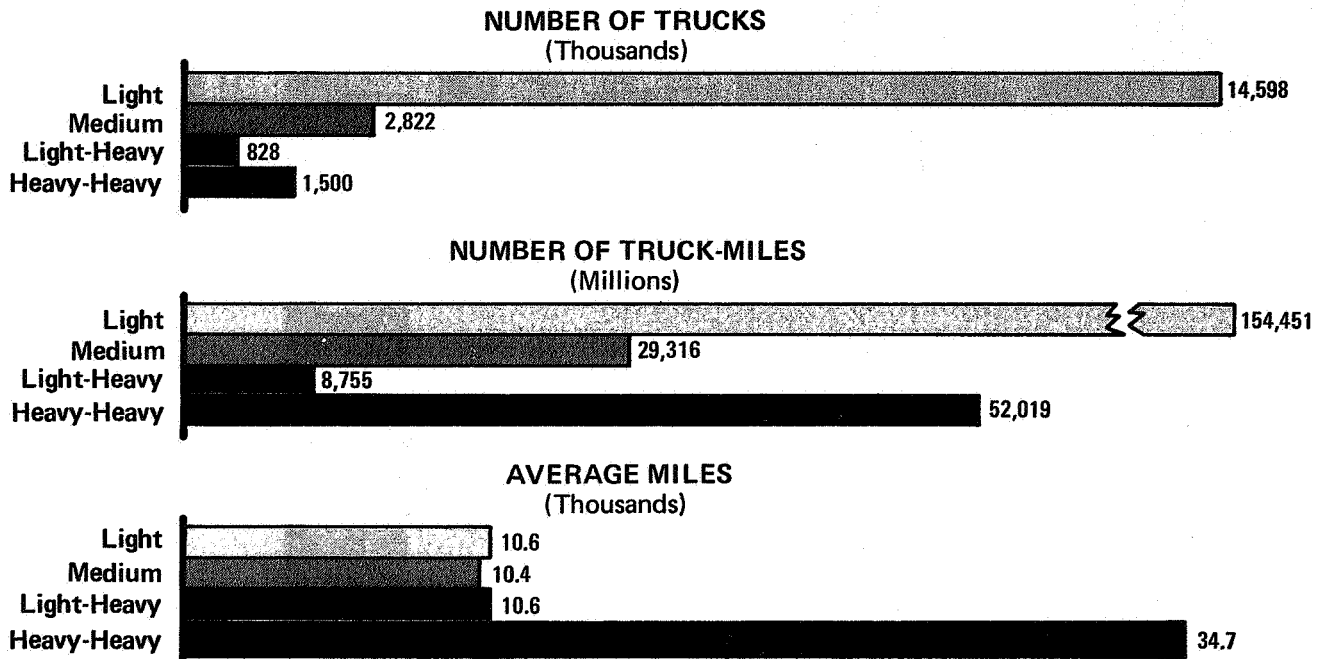 NUMBER OF TRUCKS
(Thousands)
Light 14,598
Medium 2,822
Light-Heavy 828
Heavy-Heavy 1,500
NUMBER OF TRUCK-MILES
(Millions)
Light 154,451
Medium 29,316
Light-Heavy 8,755
Heavy-Heavy 52,019
AVERAGE MILES
(Thousands)
Light 10.6
Medium 10.4
Light-Heavy 10.6
Heavy-Heavy 34.7